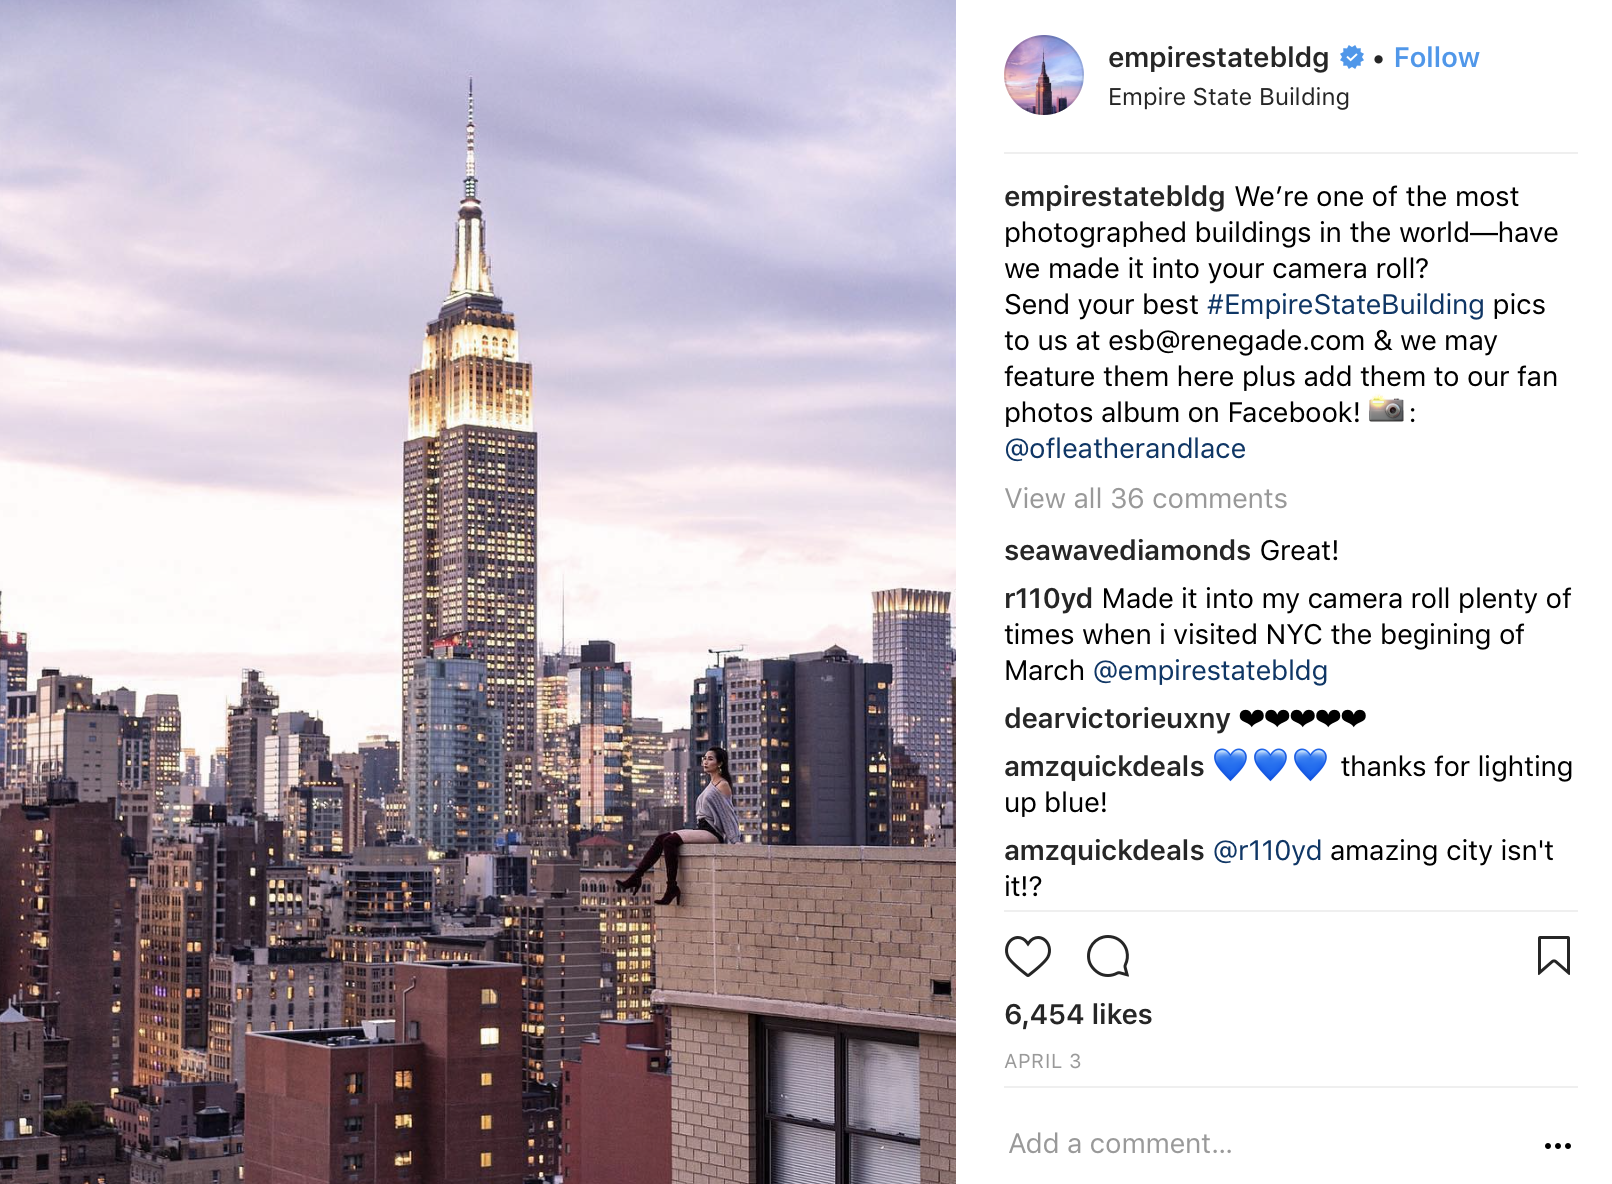 empirestatebldg • Follow
Empire State Building
empirestatebldg We’re one of the most
photographed buildings in the world—have
we made it into your camera roll?
Send your best #EmpireStateBuilding pics
to us at esb@renegade.com & we may
feature them here plus add them to our fan
photos album on Facebook! 📸 :
@ofleatherandlace
View all 36 comments
seawavediamonds Great!
r110yd Made it into my camera roll plenty of
times when i visited NYC the begining of
March @empirestatebldg
dearvictorieuxny ❤❤❤❤❤
amzquickdeals 💙💙💙 thanks for lighting
up blue!
amzquickdeals @r110yd amazing city isn't
it!?
6,454 likes
APRIL 3
Add a comment...